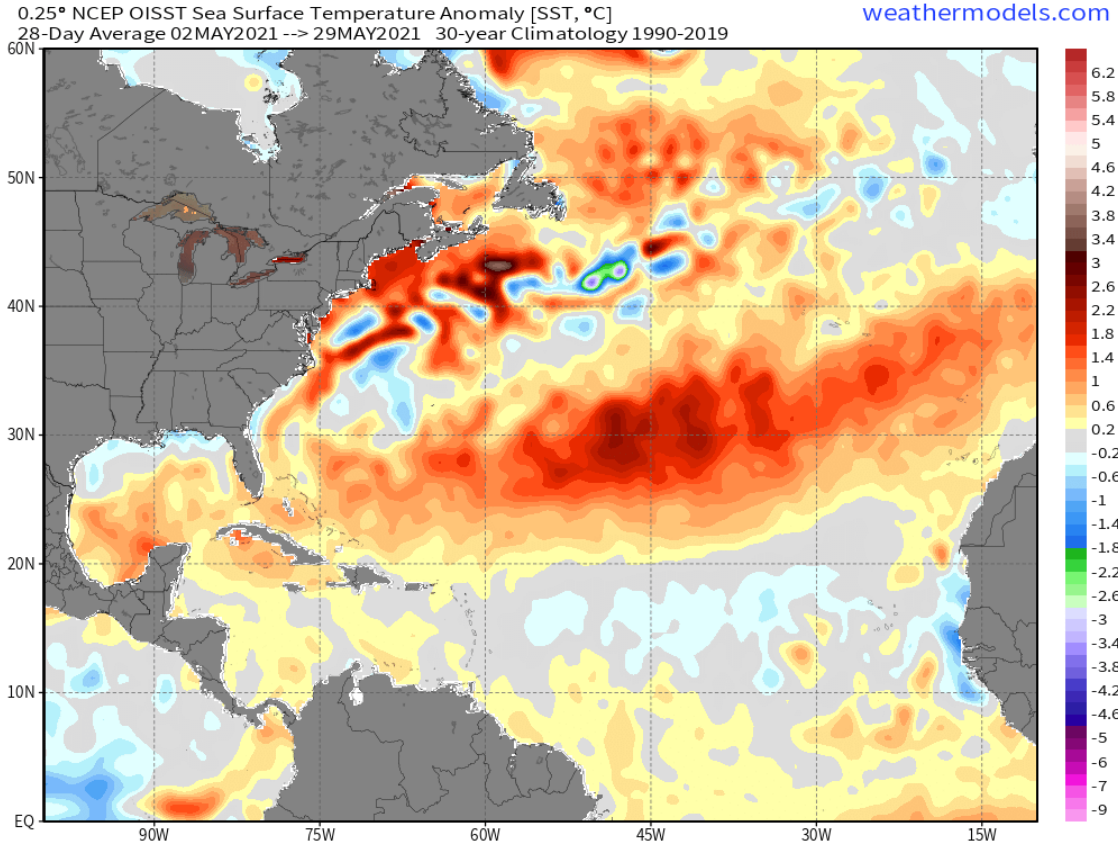 0.25° NCEP OISST Sea Surface Temperature Anomaly [SST, °C]
weathermodels.com
28-Day Average 02MAY2021 --> 29MAY2021 30-year Climatology 1990-2019
60N
50N
40N
30N
20N
10N
EQ
90W
75W
60W
45W
30W
15W
6.2
5.8
5.4
5
4.6
4.2
3.8
3.4
3
2.6
2.2
1.8
1.4
1
0.6
0.2
-0.2
-0.6
-1
-1.4
-1.8
-2.2
-2.6
-3
-3.4
-3.8
-4.2
-4.6
-5
-6
-7
-9